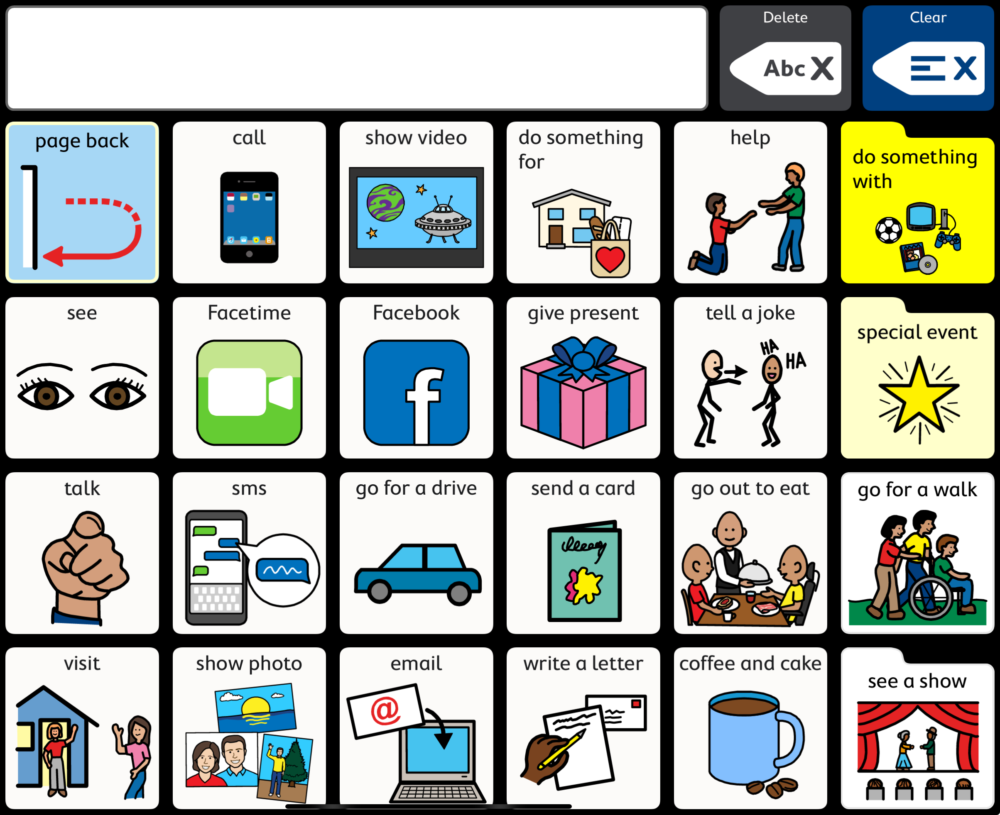 Delete
Clear
Abc X
X
page back
call
show video
do something
for
help
do something
with
see
Facetime
Facebook
f
give present
tell a joke
HA
HA
special event
talk
sms
go for a drive
send a card
go out to eat
go for a walk
visit
show photo
email
@
write a letter
coffee and cake
see a show